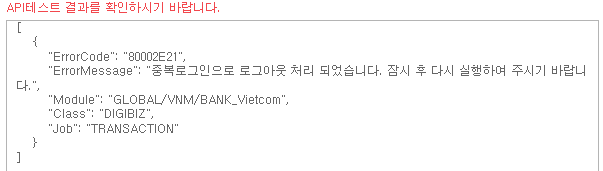 API테스트 결과를 확인하시기 바랍니다.
[
{
"ErrorCode": "80002E21",
"ErrorMessage": "중복로그인으로 로그아웃 처리 되었습니다. 잠시 후 다시 실행하여 주시기 바랍니
다.",
"Module": "GLOBAL/VNM/BANK_Vietcom",
"Class": "DIGIBIZ",
"Job": "TRANSACTION"
}
]